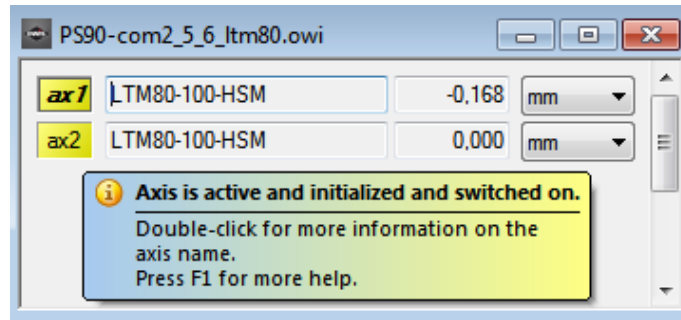 PS90-com2_5_6_ltm80.owi
ax1 LTM80-100-HSM -0,168 mm
ax2 LTM80-100-HSM 0,000 mm
Axis is active and initialized and switched on.
Double-click for more information on the
axis name.
Press F1 for more help.